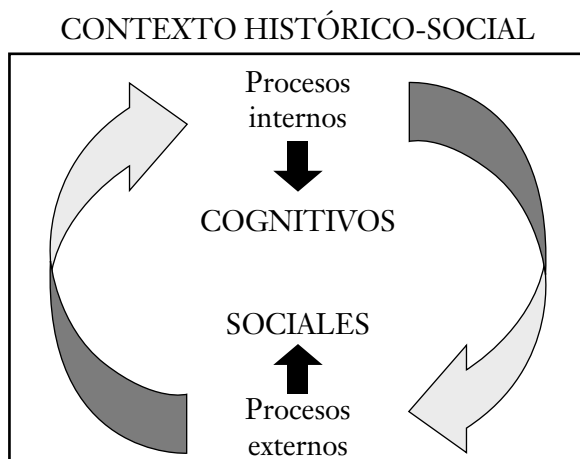 CONTEXTO HISTÓRICO-SOCIAL
Procesos
internos
COGNITIVOS
SOCIALES
Procesos
externos